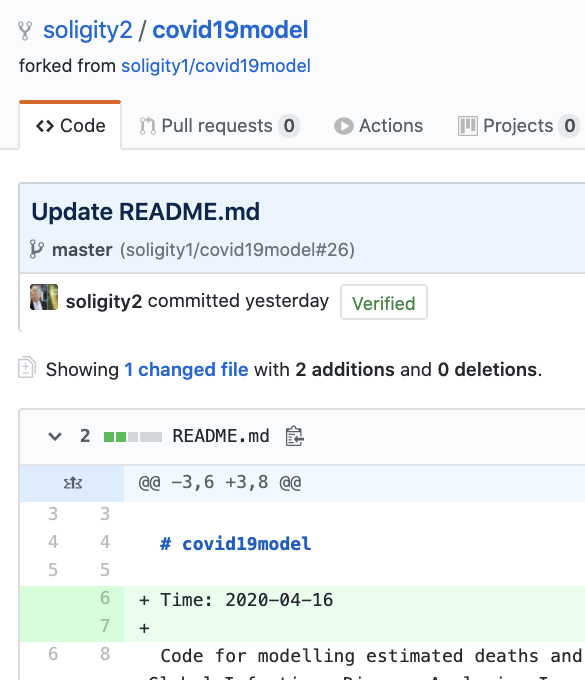 soligity2 / covid19model
forked from soligity1/covid19model
<> Code Pull requests 0 Actions Projects 0
Update README.md
master (soligity1/covid19model#26)
soligity2 committed yesterday Verified
Showing 1 changed file with 2 additions and 0 deletions.
2 README.md
@@ -3,6 +3,8 @@
3 3
4 4 # covid19model
5 5
6 + Time: 2020-04-16
7 +
6 8 Code for modelling estimated deaths and